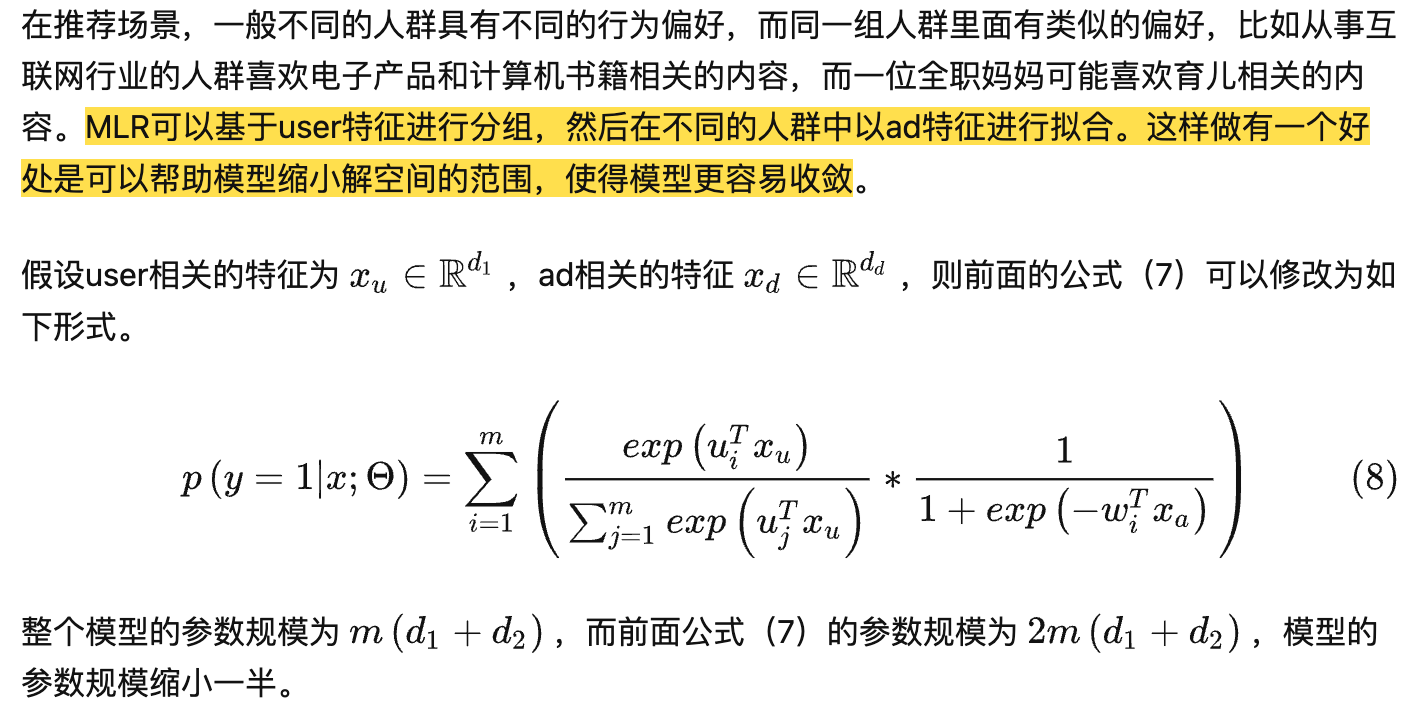 在推荐场景，一般不同的人群具有不同的行为偏好，而同一组人群里面有类似的偏好，比如从事互
联网行业的人群喜欢电子产品和计算机书籍相关的内容，而一位全职妈妈可能喜欢育儿相关的内
容。MLR可以基于user特征进行分组，然后在不同的人群中以ad特征进行拟合。这样做有一个好
处是可以帮助模型缩小解空间的范围，使得模型更容易收敛。
假设user相关的特征为 $x_u \in \mathbb{R}^{d_1}$ ，ad相关的特征 $x_d \in \mathbb{R}^{d_d}$ ，则前面的公式（7）可以修改为如
下形式。
$p\left(y=1|x;\Theta\right)=\sum_{i=1}^{m}\left(\frac{exp\left(u_i^T x_u\right)}{\sum_{j=1}^{m} exp\left(u_j^T x_u\right)} * \frac{1}{1+exp\left(-w_i^T x_a\right)}\right)$ (8)
整个模型的参数规模为 $m\left(d_1+d_2\right)$ ，而前面公式（7）的参数规模为 $2m\left(d_1+d_2\right)$ ，模型的
参数规模缩小一半。